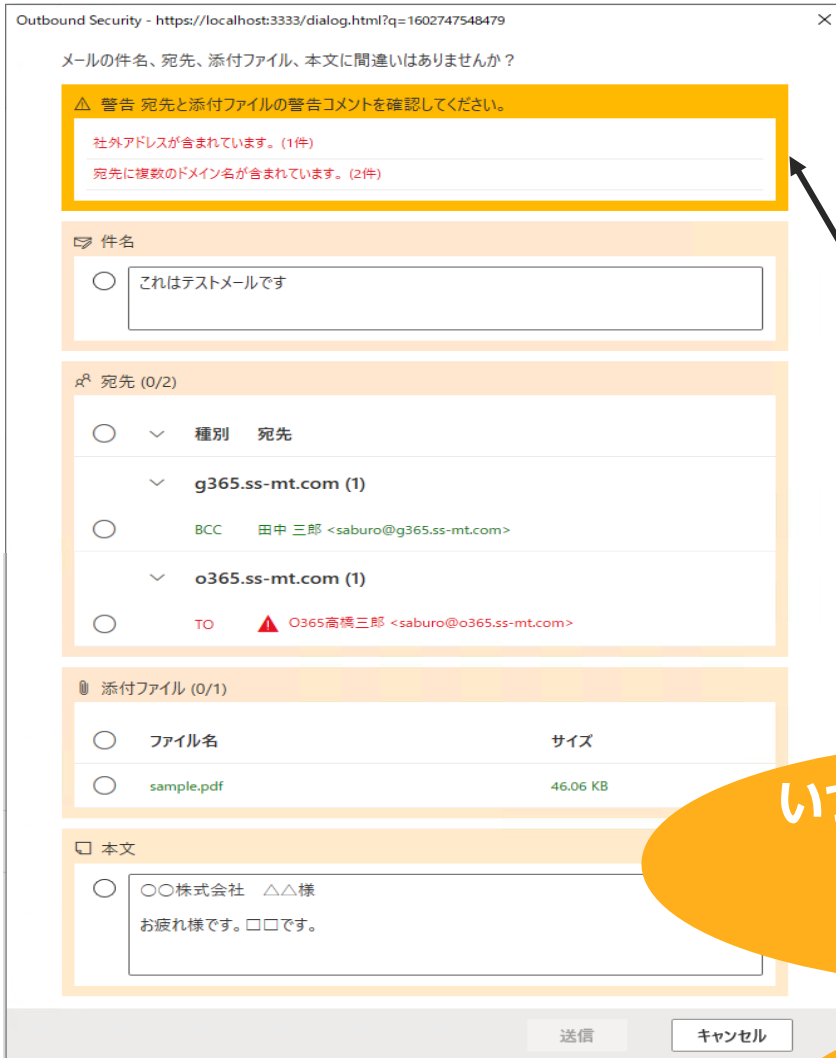 Outbound Security - https://localhost:3333/dialog.html?q=1602747548479
メールの件名、宛先、添付ファイル、本文に間違いはありませんか？
警告 宛先と添付ファイルの警告コメントを確認してください。
社外アドレスが含まれています。(1件)
宛先に複数のドメイン名が含まれています。(2件)
件名
これはテストメールです
宛先 (0/2)
種別 宛先
g365.ss-mt.com (1)
BCC 田中 三郎 <saburo@g365.ss-mt.com>
o365.ss-mt.com (1)
TO O365高橋三郎 <saburo@o365.ss-mt.com>
添付ファイル (0/1)
ファイル名 サイズ
sample.pdf 46.06 KB
い
本文
○○株式会社　△△様
お疲れ様です。□□です。
送信 キャンセル